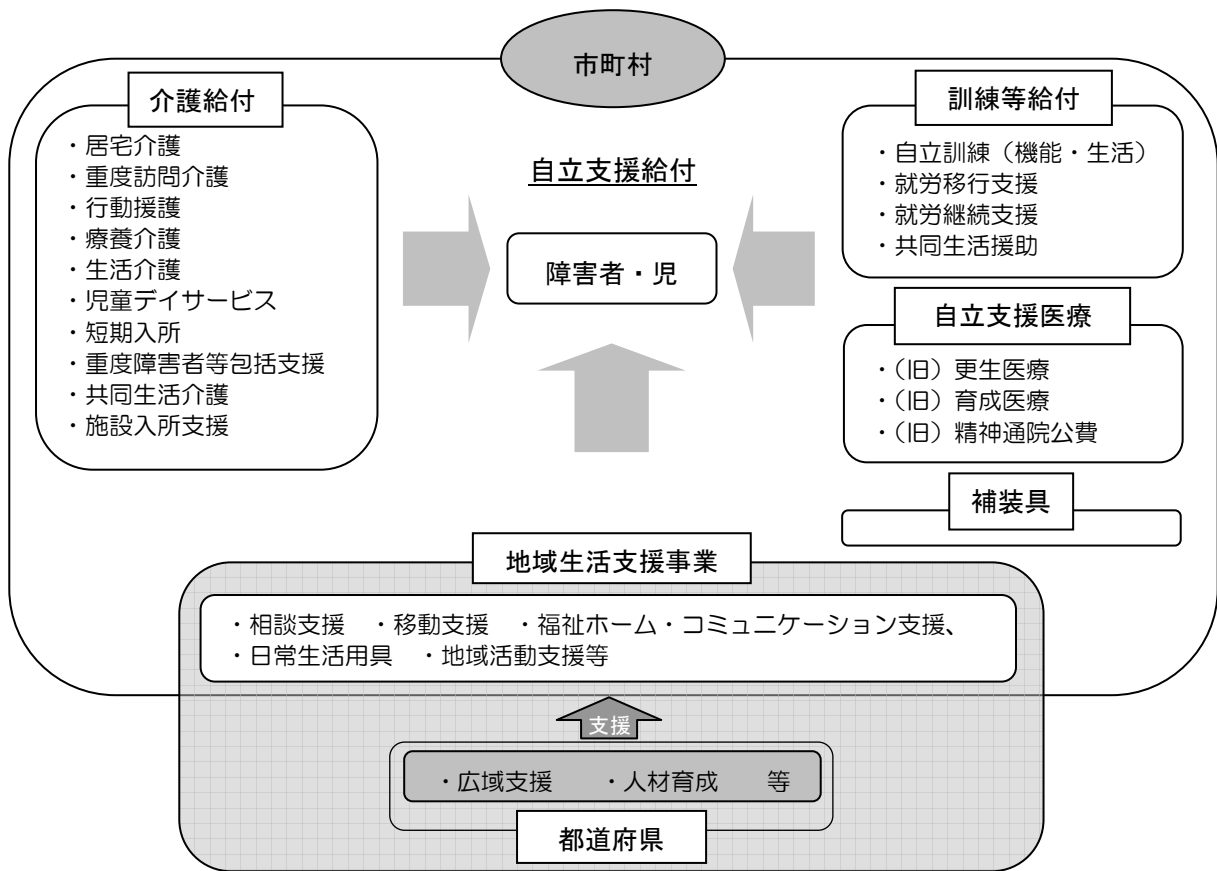 市町村
介護給付
・居宅介護
・重度訪問介護
・行動援護
・療養介護
・生活介護
・児童デイサービス
・短期入所
・重度障害者等包括支援
・共同生活介護
・施設入所支援
自立支援給付
障害者・児
訓練等給付
・自立訓練（機能・生活）
・就労移行支援
・就労継続支援
・共同生活援助
自立支援医療
・（旧）更生医療
・（旧）育成医療
・（旧）精神通院公費
補装具
地域生活支援事業
・相談支援　・移動支援　・福祉ホーム・コミュニケーション支援、
・日常生活用具　・地域活動支援等
支援
・広域支援　・人材育成　等
都道府県